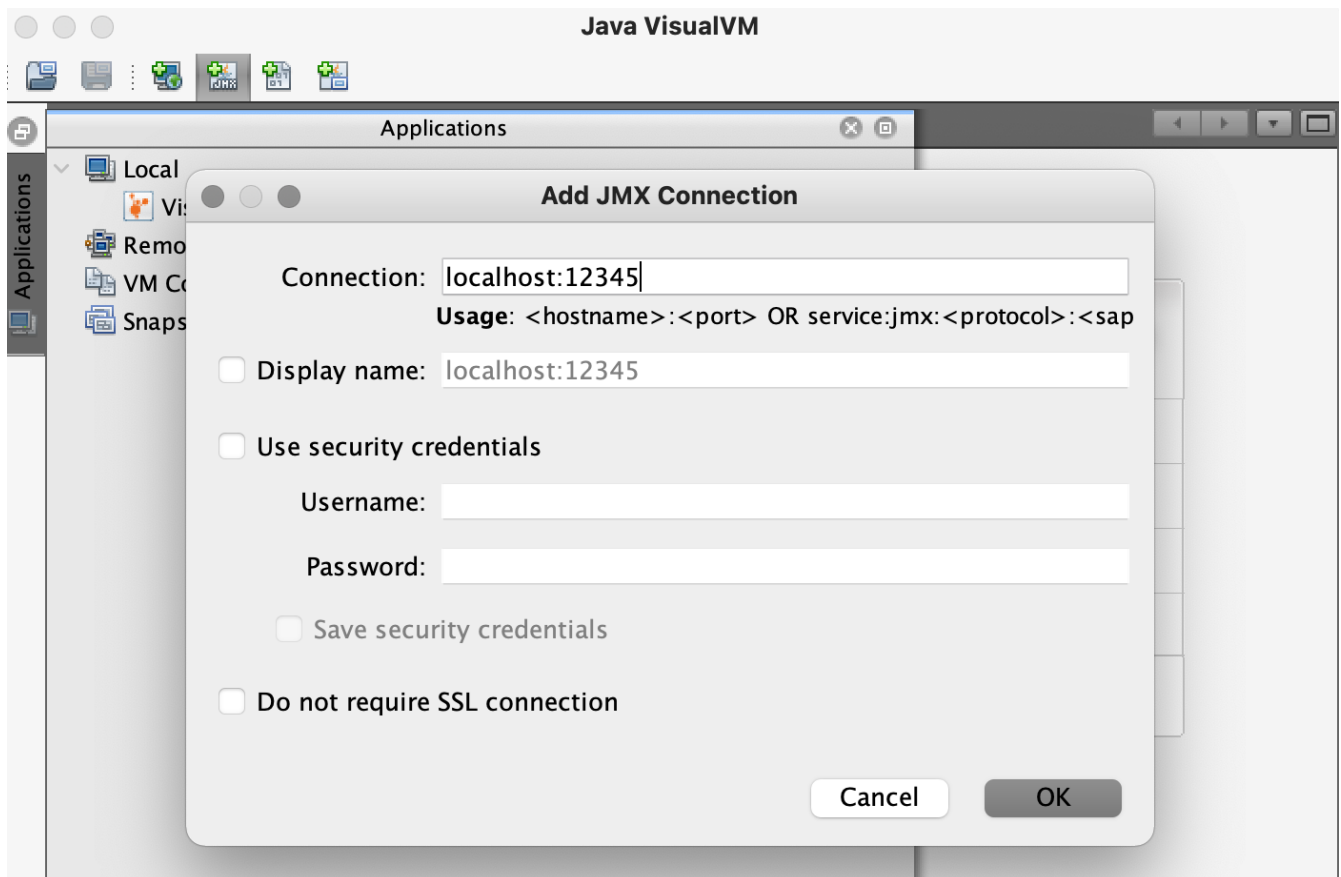 Java VisualVM
JMX
Applications
Applications
Local
Add JMX Connection
Connection: localhost:12345
Usage: <hostname>:<port> OR service:jmx:<protocol>:<sap
Display name: localhost:12345
Use security credentials
Username:
Password:
Save security credentials
Do not require SSL connection
Cancel OK
Vis
Remo
VM Co
Snaps